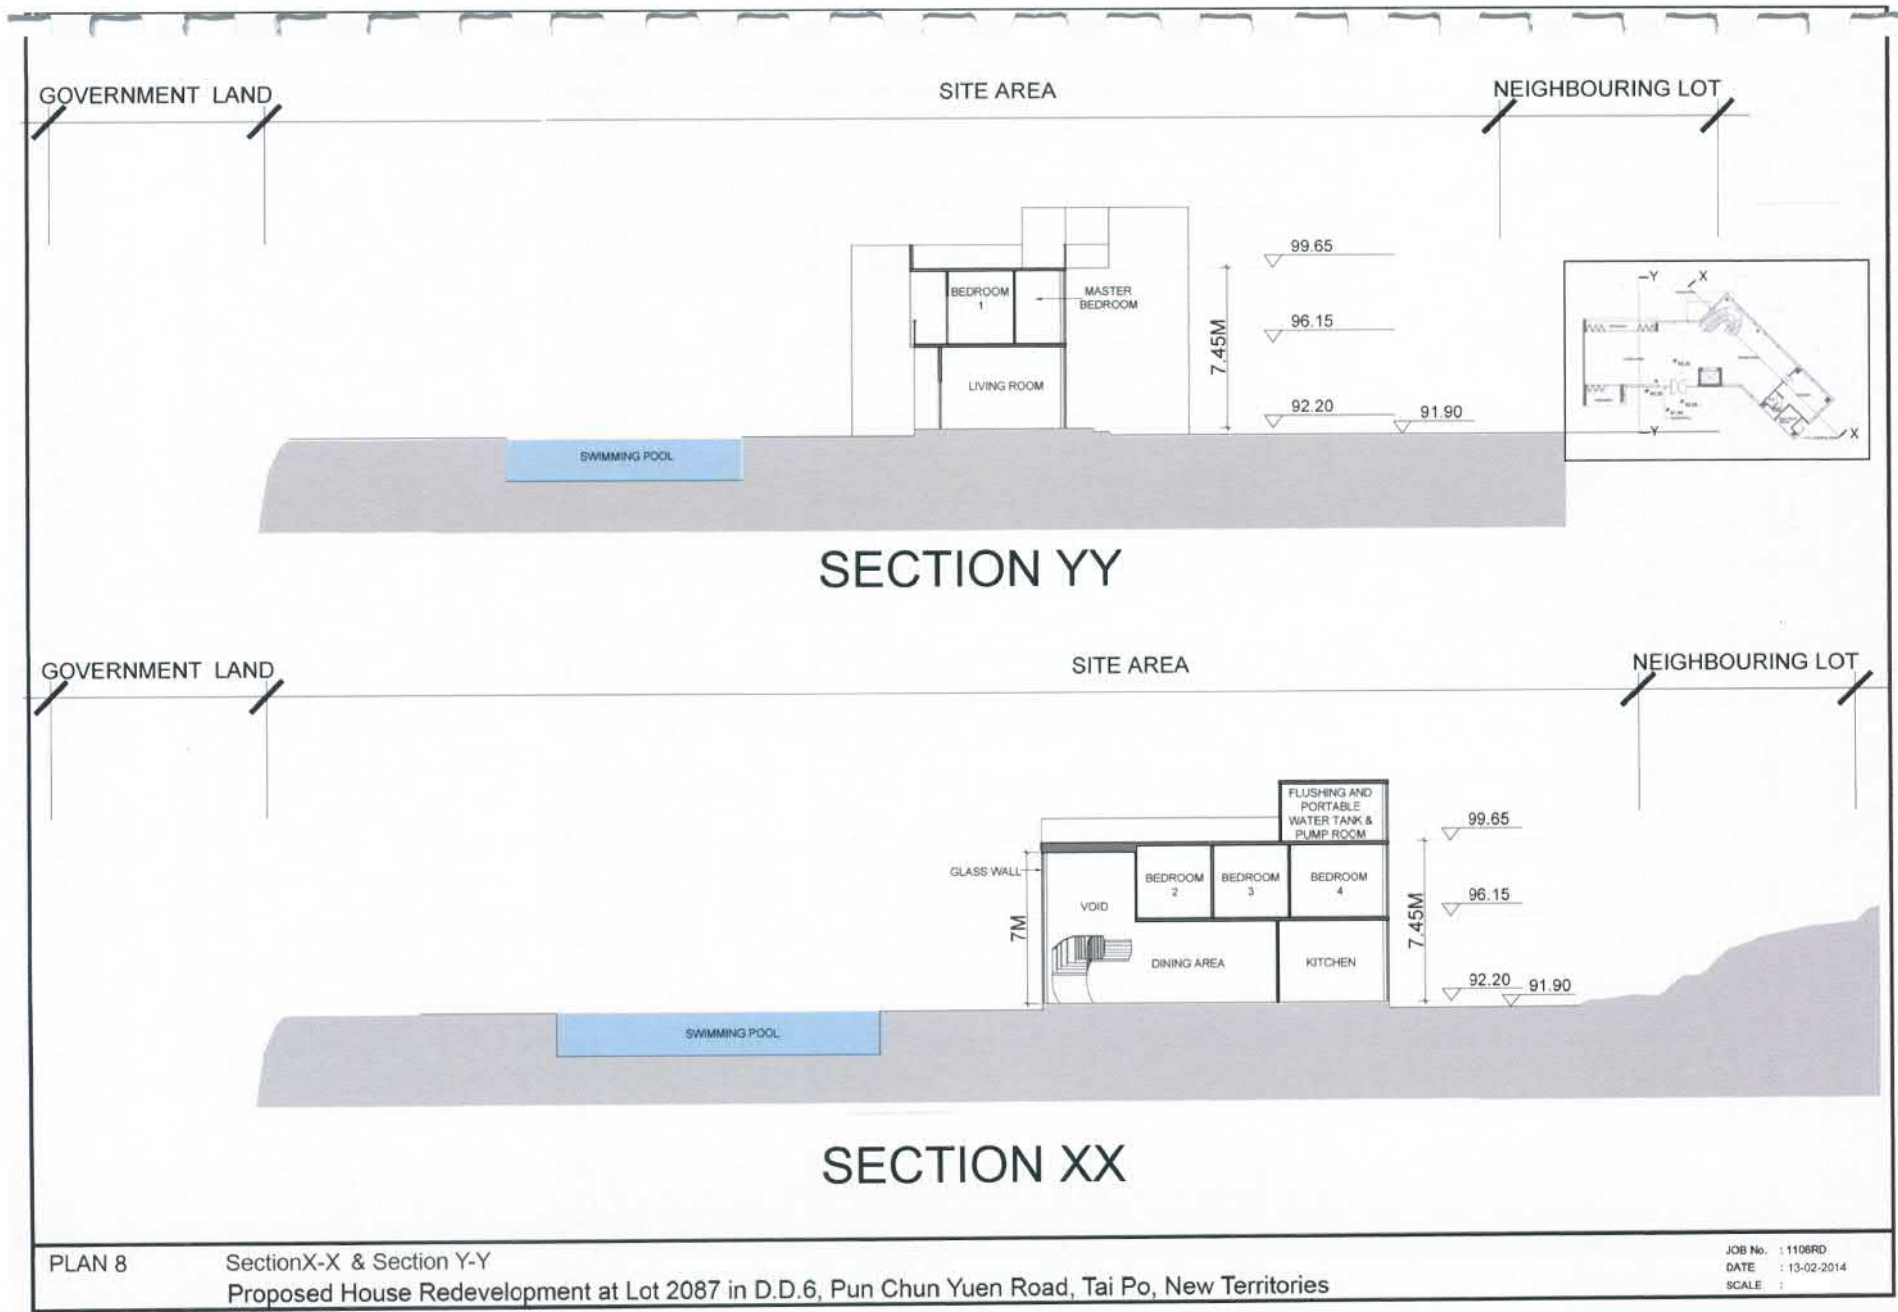 GOVERNMENT LAND
SITE AREA
NEIGHBOURING LOT
99.65
BEDROOM
1
MASTER
BEDROOM
96.15
7.45M
LIVING ROOM
92.20
91.90
SWIMMING POOL
Y
X
Y
X
SECTION YY
GOVERNMENT LAND
SITE AREA
NEIGHBOURING LOT
FLUSHING AND
PORTABLE
WATER TANK &
PUMP ROOM
99.65
GLASS WALL
BEDROOM
2
BEDROOM
3
BEDROOM
4
96.15
VOID
7M
7.45M
DINING AREA
KITCHEN
92.20
91.90
SWIMMING POOL
SECTION XX
PLAN 8
SectionX-X & Section Y-Y
Proposed House Redevelopment at Lot 2087 in D.D.6, Pun Chun Yuen Road, Tai Po, New Territories
JOB No. : 1106RD
DATE : 13-02-2014
SCALE :